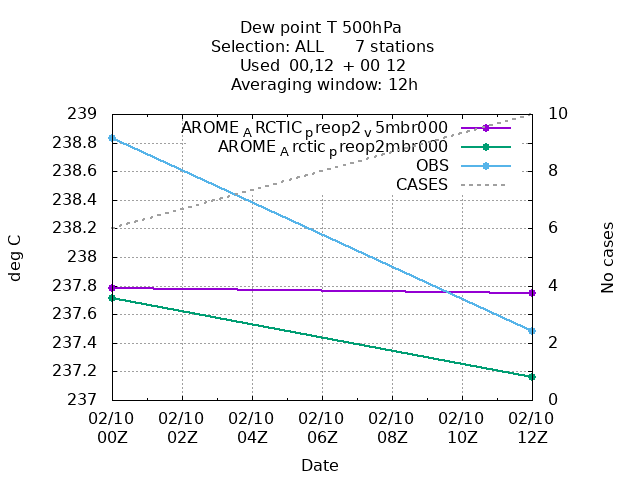 Dew point T 500hPa
Selection: ALL 7 stations
Used 00,12 + 00 12
Averaging window: 12h
239
238.8
238.6
238.4
238.2
238
237.8
237.6
237.4
237.2
237
deg C
10
8
6
4
2
0
No cases
AROME_ARCTIC_preop2_v5mbr000
AROME_Arctic_preop2mbr000
OBS
CASES
02/10 02/10 02/10 02/10 02/10 02/10 02/10
00Z 02Z 04Z 06Z 08Z 10Z 12Z
Date